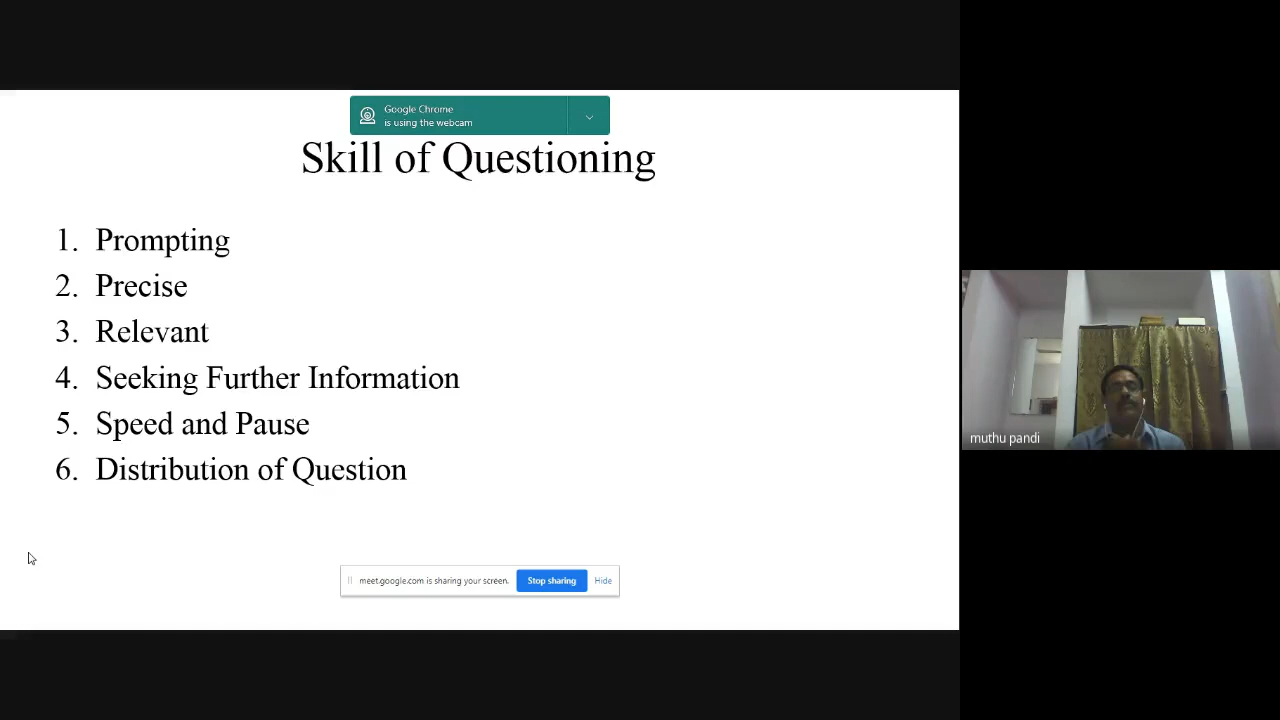 Google Chrome
is using the webcam
Skill of Questioning
1. Prompting
2. Precise
3. Relevant
4. Seeking Further Information
5. Speed and Pause
6. Distribution of Question
muthu pandi
meet.google.com is sharing your screen. Stop sharing Hide